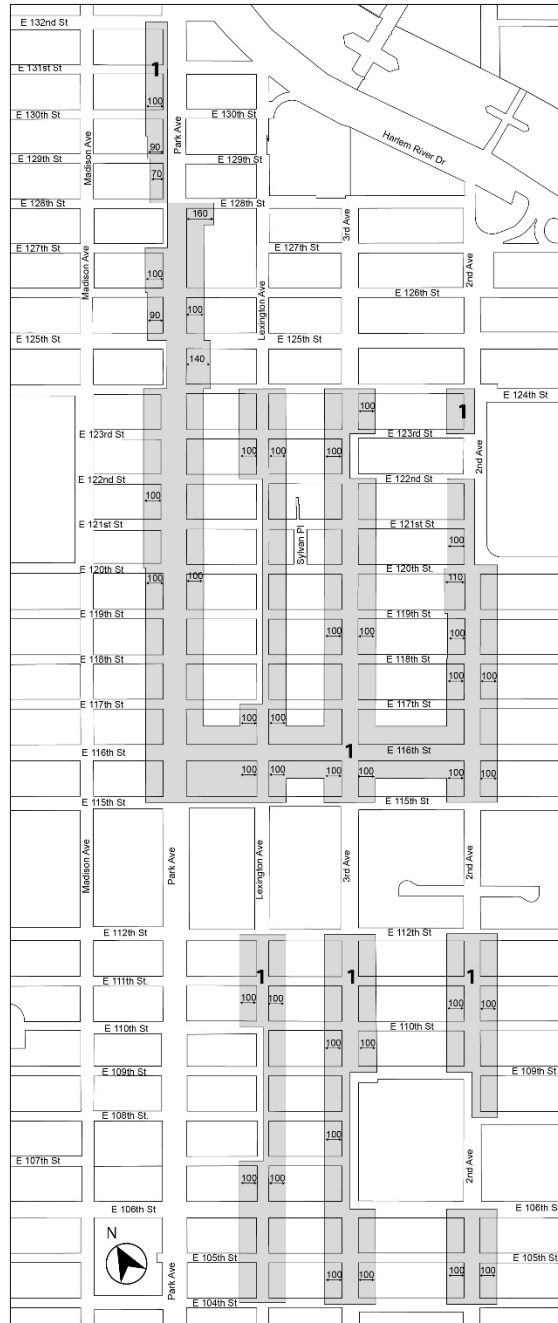 E 132nd St
E 131st St
1
100
E 130th St
E 130th St
Madison Ave
Park Ave
Harlem River Dr
90
E 129th St
E 129th St
70
E 128th St
E 128th St
160
3rd Ave
E 127th St
E 127th St
2nd Ave
Madison Ave
100
Lexington Ave
E 126th St
90
100
E 125th St
E 125th St
140
E 124th St
100
1
E 123rd St
E 123rd St
100
100
100
2nd Ave
E 122nd St
E 122nd St
100
E 121st St
E 121st St
Sylvan Pl
100
E 120th St
E 120th St.
100
100
110
E 119th St
E 119th St
100
100
100
E 118th St
E 118th St
100
100
E 117th St
E 117th St
100
100
E 116th St
1
E 116th St
100
100
100
100
100
100
E 115th St
E 115th St
Madison Ave
Park Ave
Lexington Ave
3rd Ave
2nd Ave
E 112th St
E 112th St
1
1
1
E 111th St.
100
100
100
100
E 110th St
E 110th St
100
100
E 109th St
E 109th St
E 108th St.
100
E 107th St
100
100
2nd Ave
E 106th St
E 106th St
N
E 105th St
E 105th St
Park Ave
100
100
100
100
E 104th St